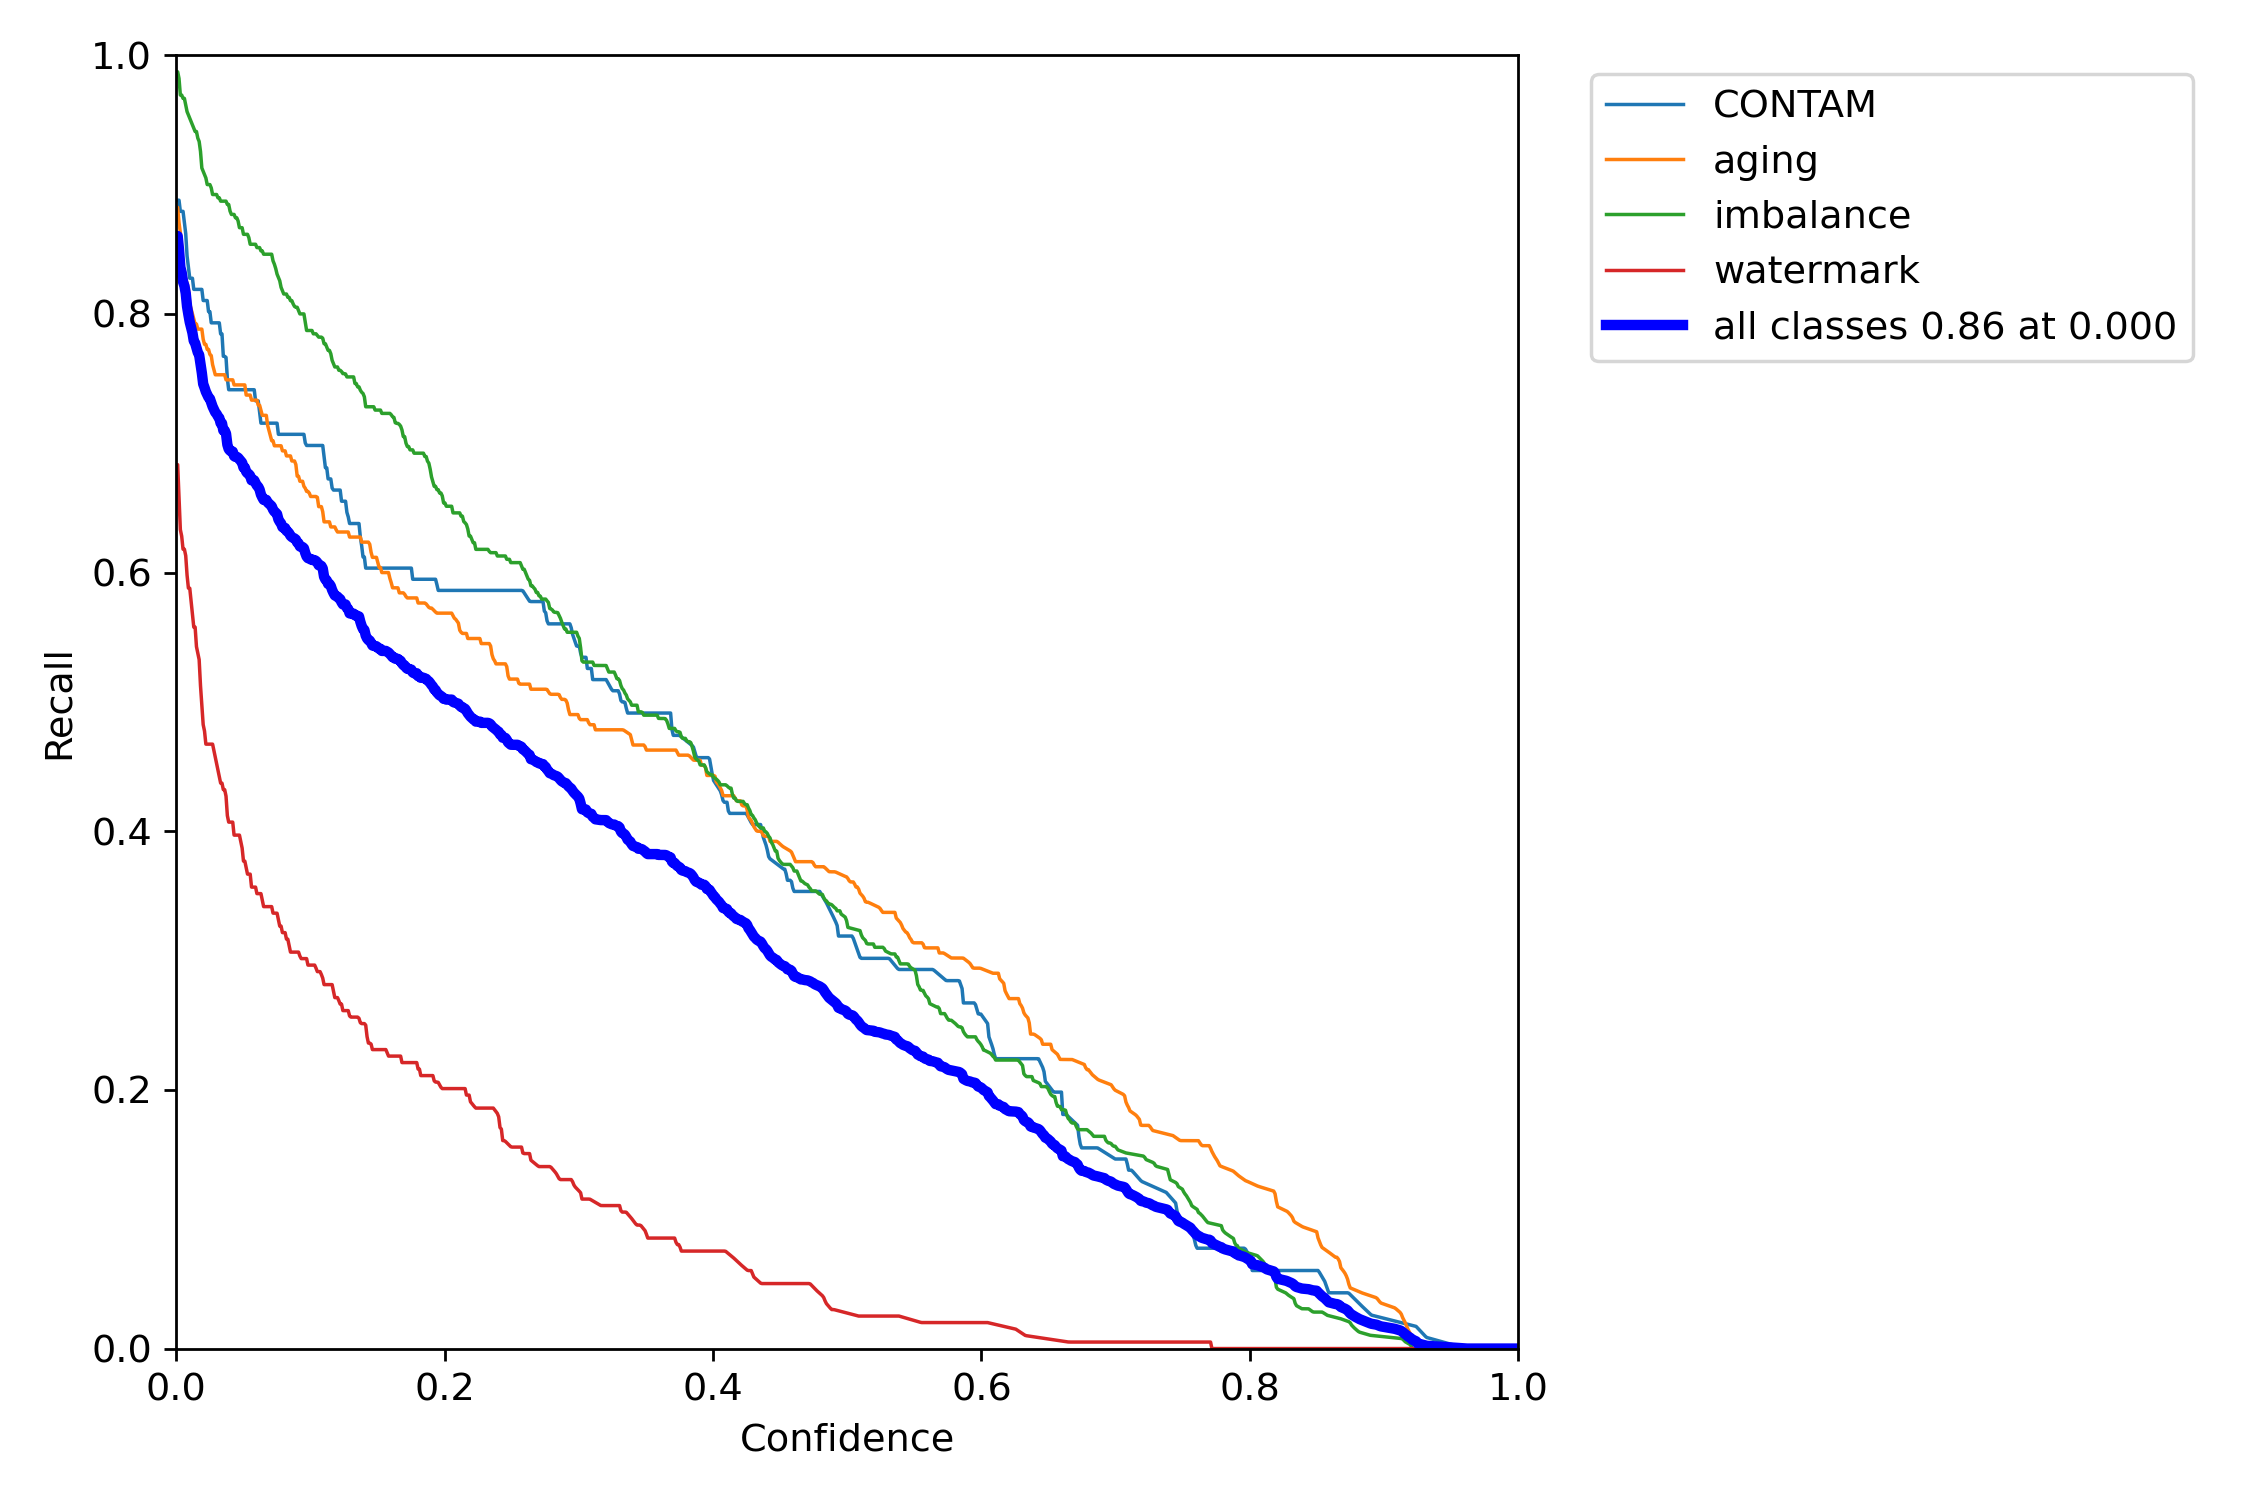 1.0
0.8
0.6
0.4
0.2
0.0
Recall
0.0 0.2 0.4 0.6 0.8 1.0
Confidence
CONTAM
aging
imbalance
watermark
all classes 0.86 at 0.000